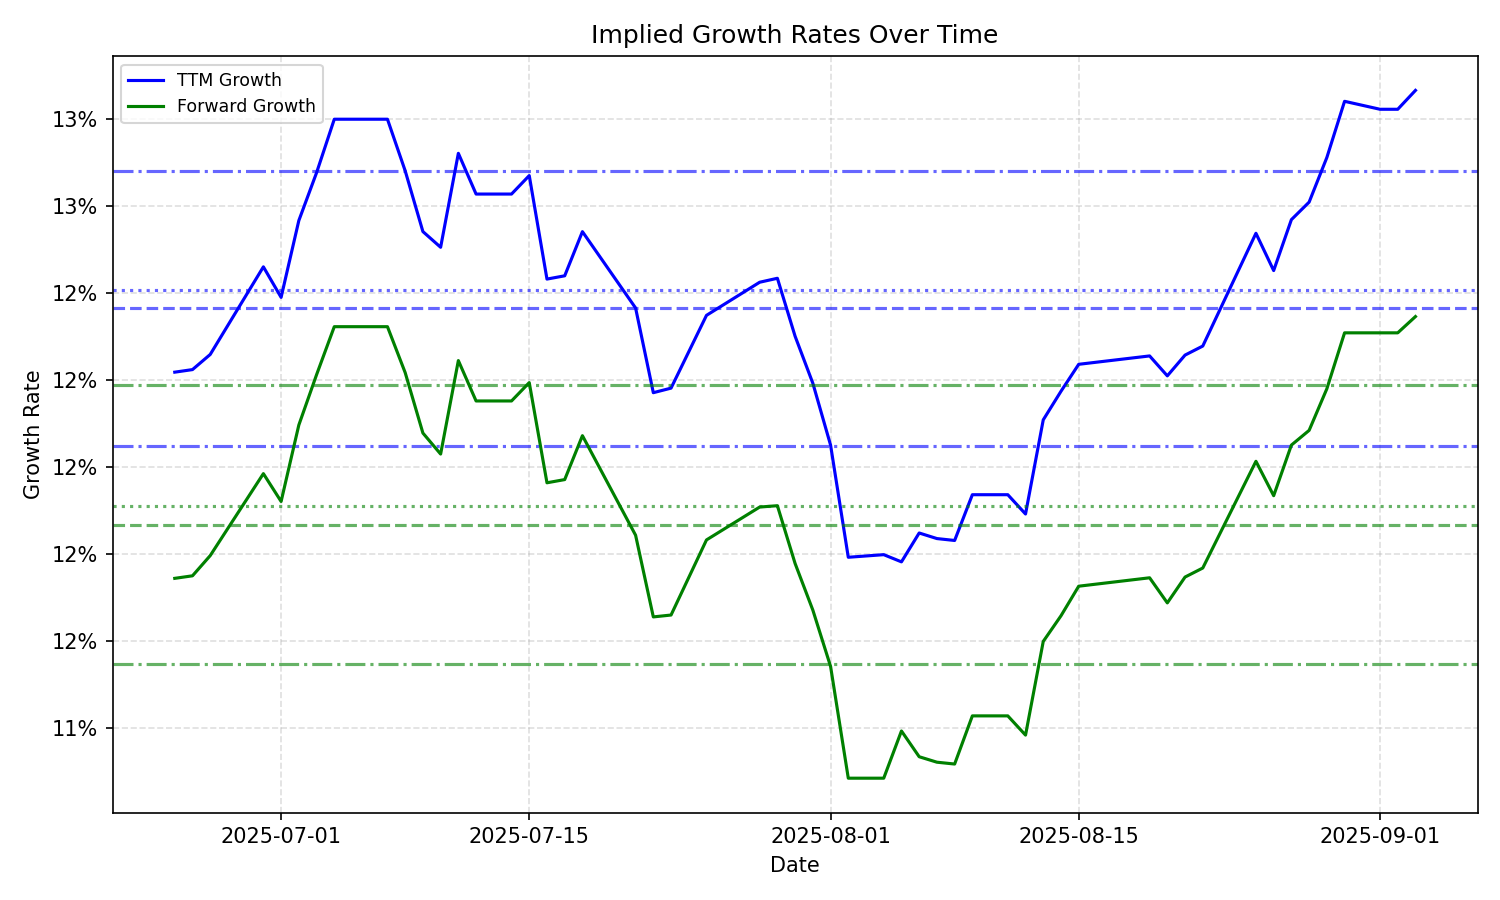 Implied Growth Rates Over Time
TTM Growth
Forward Growth
13%
13%
12%
12%
12%
12%
12%
11%
Growth Rate
2025-07-01
2025-07-15
2025-08-01
2025-08-15
2025-09-01
Date